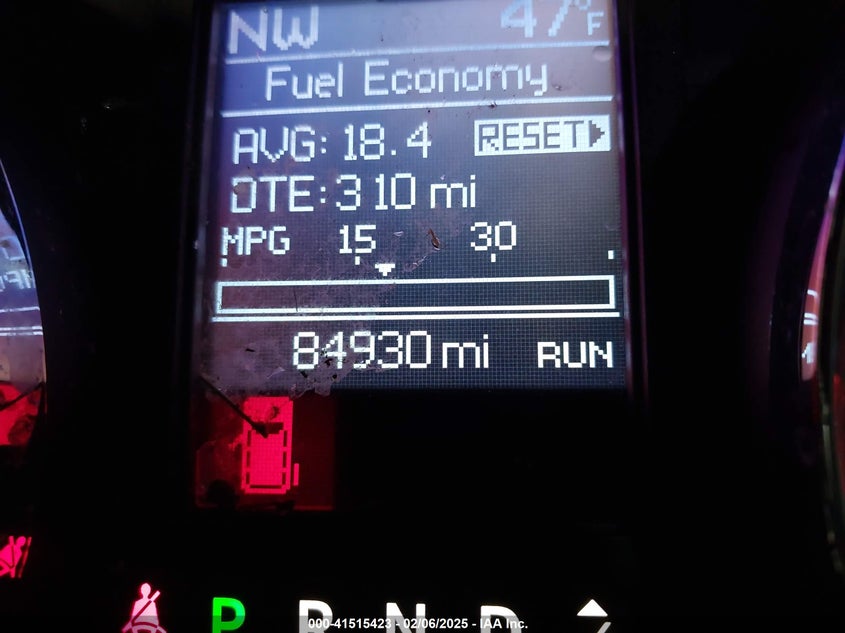 NW 47°F
Fuel Economy
AVG: 18.4 RESET
DTE: 310 mi
MPG 15 30
84930 mi RUN
P R N D
000-41515423 - 02/06/2025 - IAA Inc.